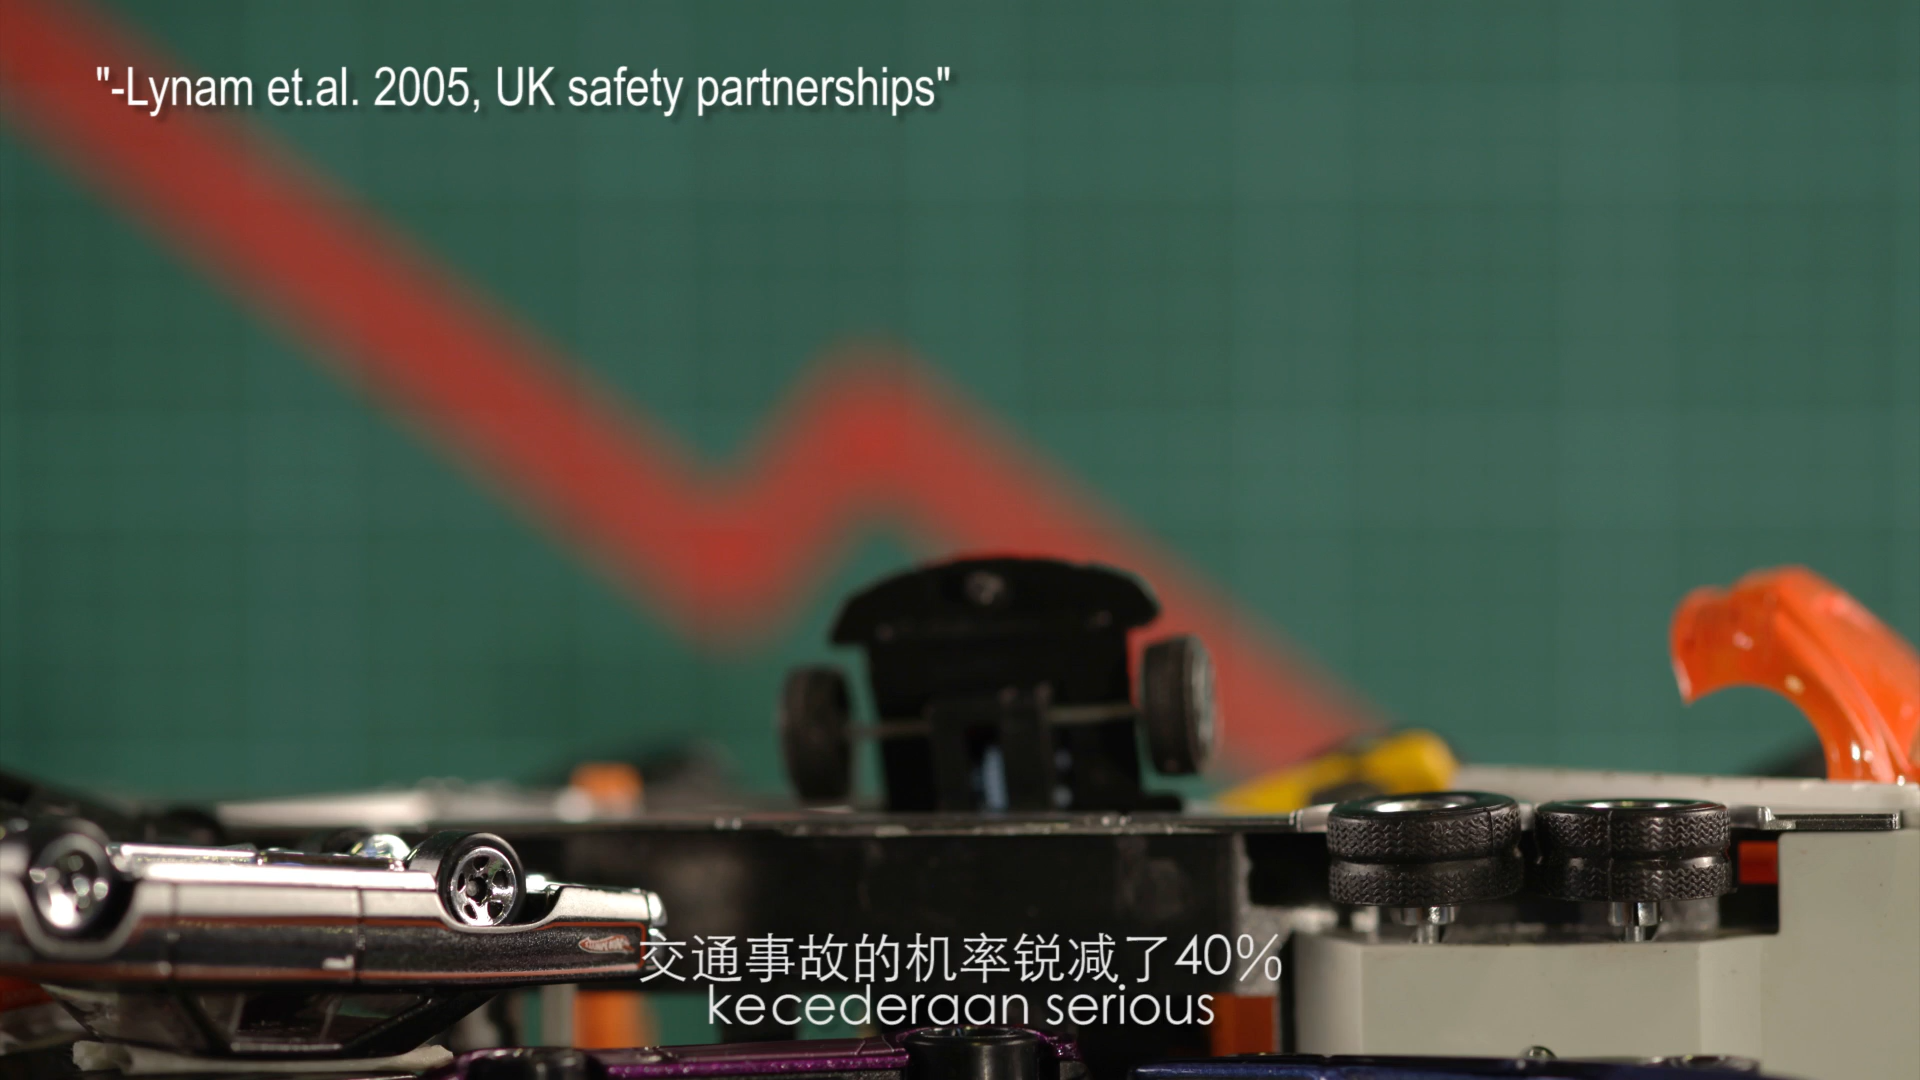 "-Lynam et.al. 2005, UK safety partnerships"
交通事故的机率锐减了40%
kecederaan serious